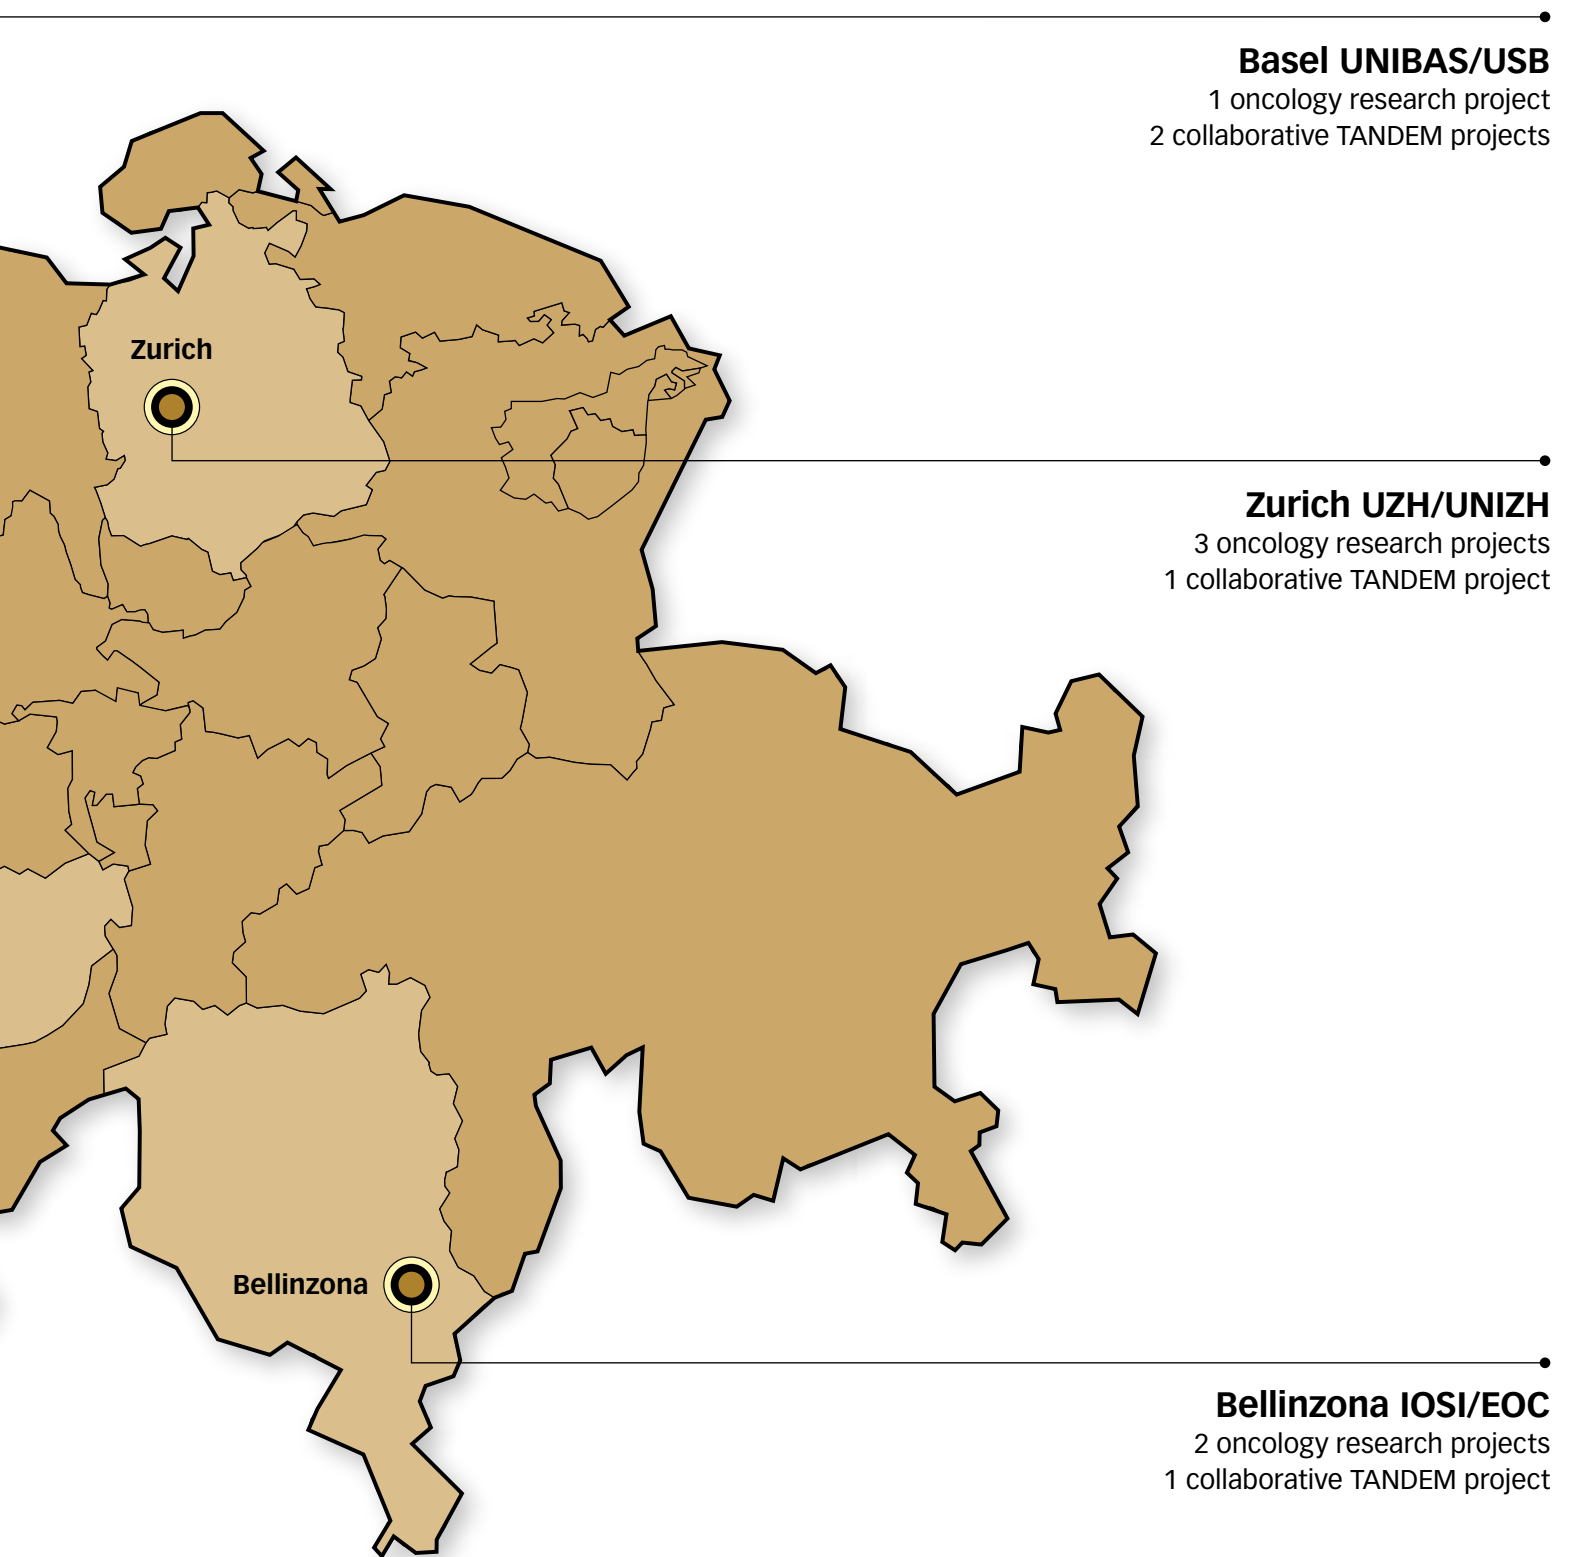 Basel UNIBAS/USB
1 oncology research project
2 collaborative TANDEM projects
Zurich
Zurich UZH/UNIZH
3 oncology research projects
1 collaborative TANDEM project
Bellinzona
Bellinzona IOSI/EOC
2 oncology research projects
1 collaborative TANDEM project